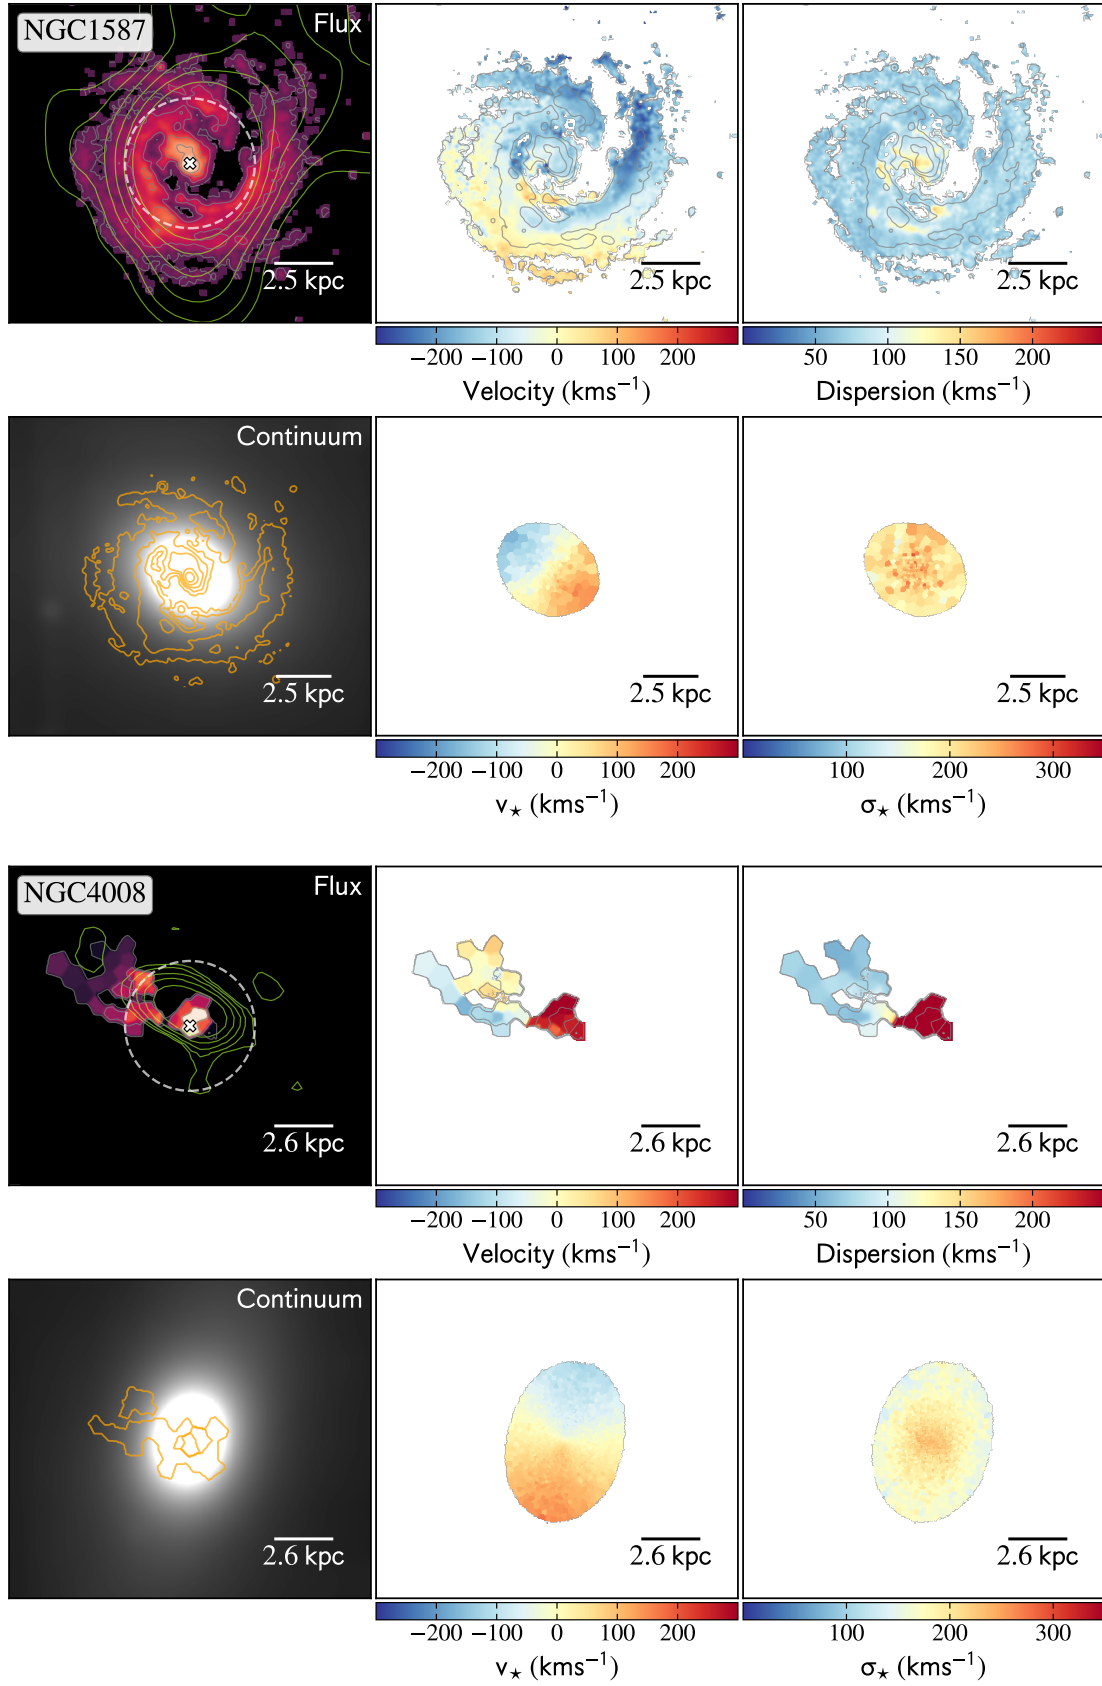 NGC1587
Flux
2.5 kpc
2.5 kpc
2.5 kpc
−200 −100 0 100 200
50 100 150 200
Velocity (kms⁻¹)
Dispersion (kms⁻¹)
Continuum
2.5 kpc
2.5 kpc
2.5 kpc
−200 −100 0 100 200
100 200 300
v⋆ (kms⁻¹)
σ⋆ (kms⁻¹)
NGC4008
Flux
2.6 kpc
2.6 kpc
2.6 kpc
−200 −100 0 100 200
50 100 150 200
Velocity (kms⁻¹)
Dispersion (kms⁻¹)
Continuum
2.6 kpc
2.6 kpc
2.6 kpc
−200 −100 0 100 200
100 200 300
v⋆ (kms⁻¹)
σ⋆ (kms⁻¹)